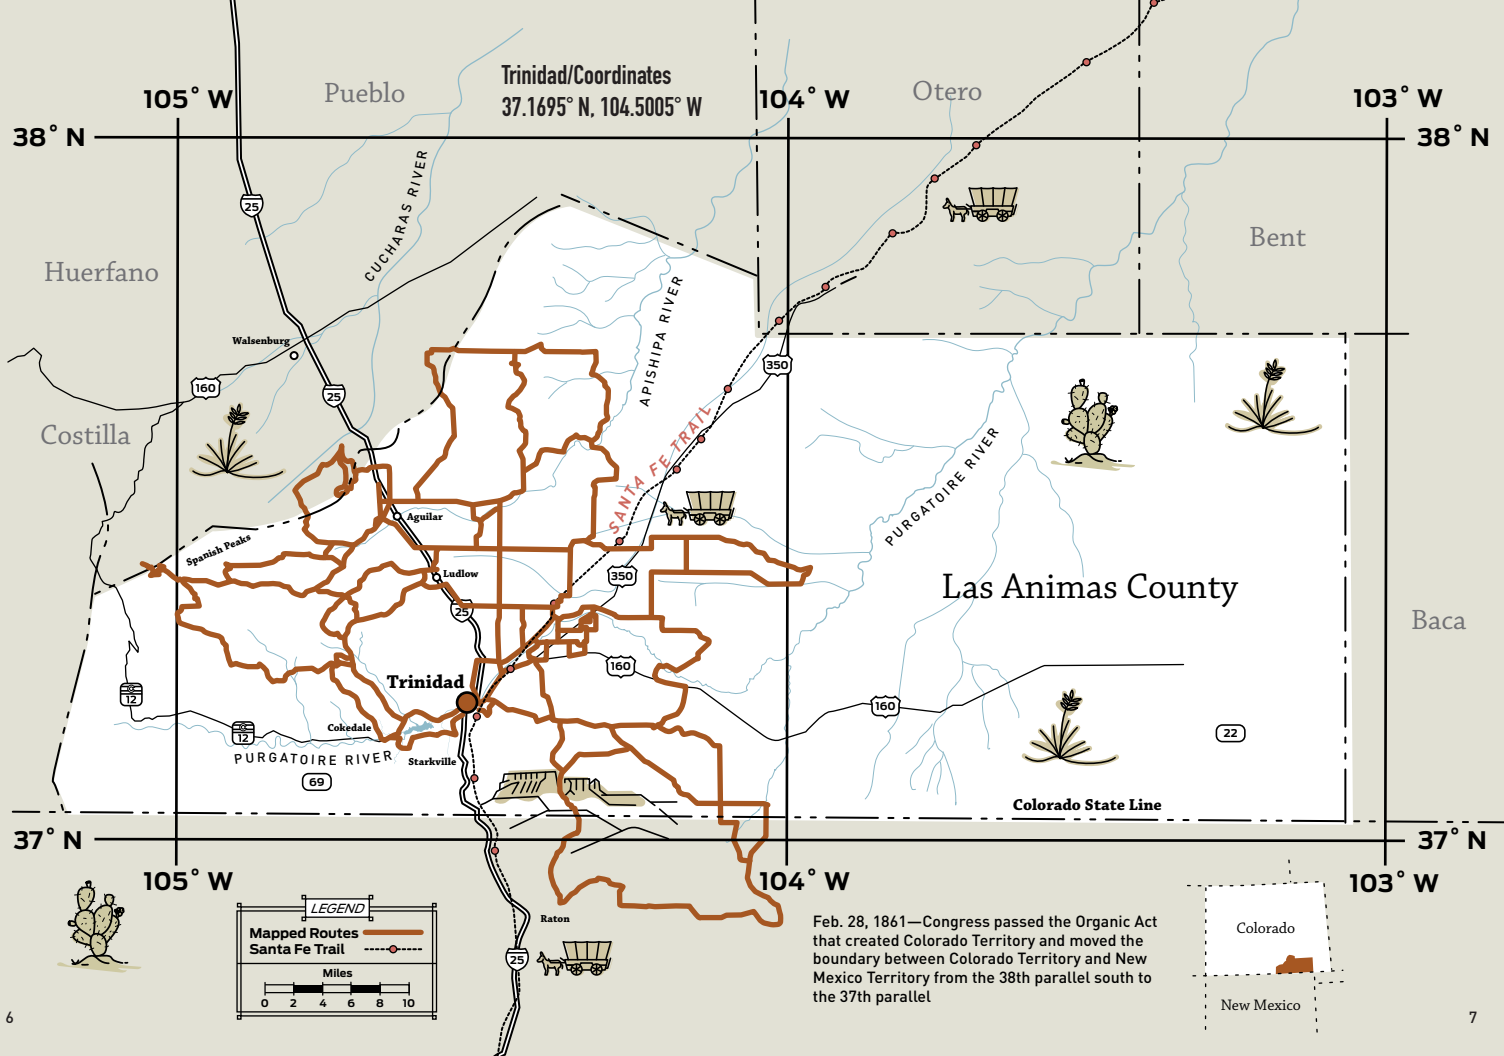 Trinidad/Coordinates
37.1695° N, 104.5005° W
Pueblo
Otero
105° W
104° W
103° W
38° N
38° N
25
CUCHARAS RIVER
Huerfano
Bent
APISHIPA RIVER
Walsenburg
160
25
350
Costilla
SANTA FE TRAIL
PURGATOIRE RIVER
Aguilar
Spanish Peaks
Ludlow
350
Las Animas County
25
Baca
160
Trinidad
12
160
Cokedale
12
22
PURGATOIRE RIVER
Starkville
69
Colorado State Line
37° N
37° N
105° W
104° W
103° W
Raton
25
LEGEND
Mapped Routes
Santa Fe Trail
Miles
0 2 4 6 8 10
Feb. 28, 1861—Congress passed the Organic Act
that created Colorado Territory and moved the
boundary between Colorado Territory and New
Mexico Territory from the 38th parallel south to
the 37th parallel
Colorado
New Mexico
6
7